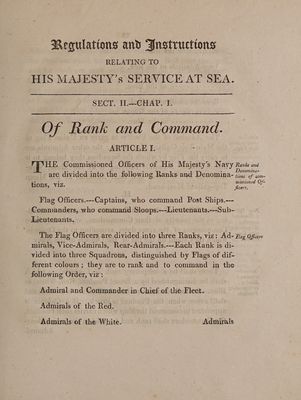 Regulations and Instructions
RELATING TO
HIS MAJESTY's SERVICE AT SEA.
SECT. II.—CHAP. I.
Of Rank and Command.
ARTICLE I.
THE Commissioned Officers of His Majesty's Navy
are divided into the following Ranks and Denomina-
tions, viz.
Ranks and
Denomina-
tions of com-
missioned Of-
ficers.
Flag Officers.—Captains, who command Post Ships.—
Commanders, who command Sloops.—Lieutenants.—Sub-
Lieutenants.
The Flag Officers are divided into three Ranks, viz: Ad-
Flag Officers
mirals, Vice-Admirals, Rear-Admirals.—Each Rank is di-
vided into three Squadrons, distinguished by Flags of dif-
ferent colours; they are to rank and to command in the
following Order, viz:
Admiral and Commander in Chief of the Fleet.
Admirals of the Red.
Admirals of the White.
Admirals